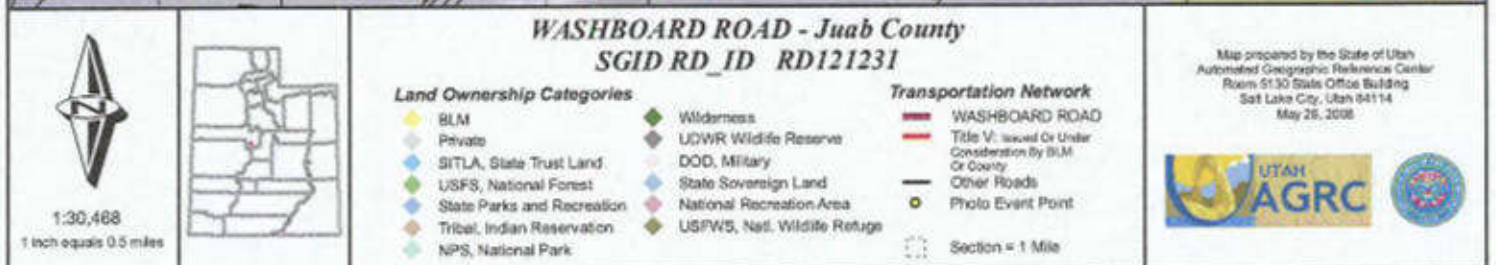 WASHBOARD ROAD - Juab County
SGID RD_ID RD121231
N
1:30,468
1 inch equals 0.5 miles
Land Ownership Categories
BLM
Private
SITLA, State Trust Land
USFS, National Forest
State Parks and Recreation
Tribal, Indian Reservation
NPS, National Park
Wilderness
UDWR Wildlife Reserve
DOD, Military
State Sovereign Land
National Recreation Area
USFWS, Natl. Wildlife Refuge
Transportation Network
WASHBOARD ROAD
Title V: Issued Or Under
Consideration By BLM
Or County
Other Roads
Photo Event Point
Section = 1 Mile
Map prepared by the State of Utah
Automated Geographic Reference Center
Room 5130 State Office Building
Salt Lake City, Utah 84114
May 28, 2008
UTAH
AGRC